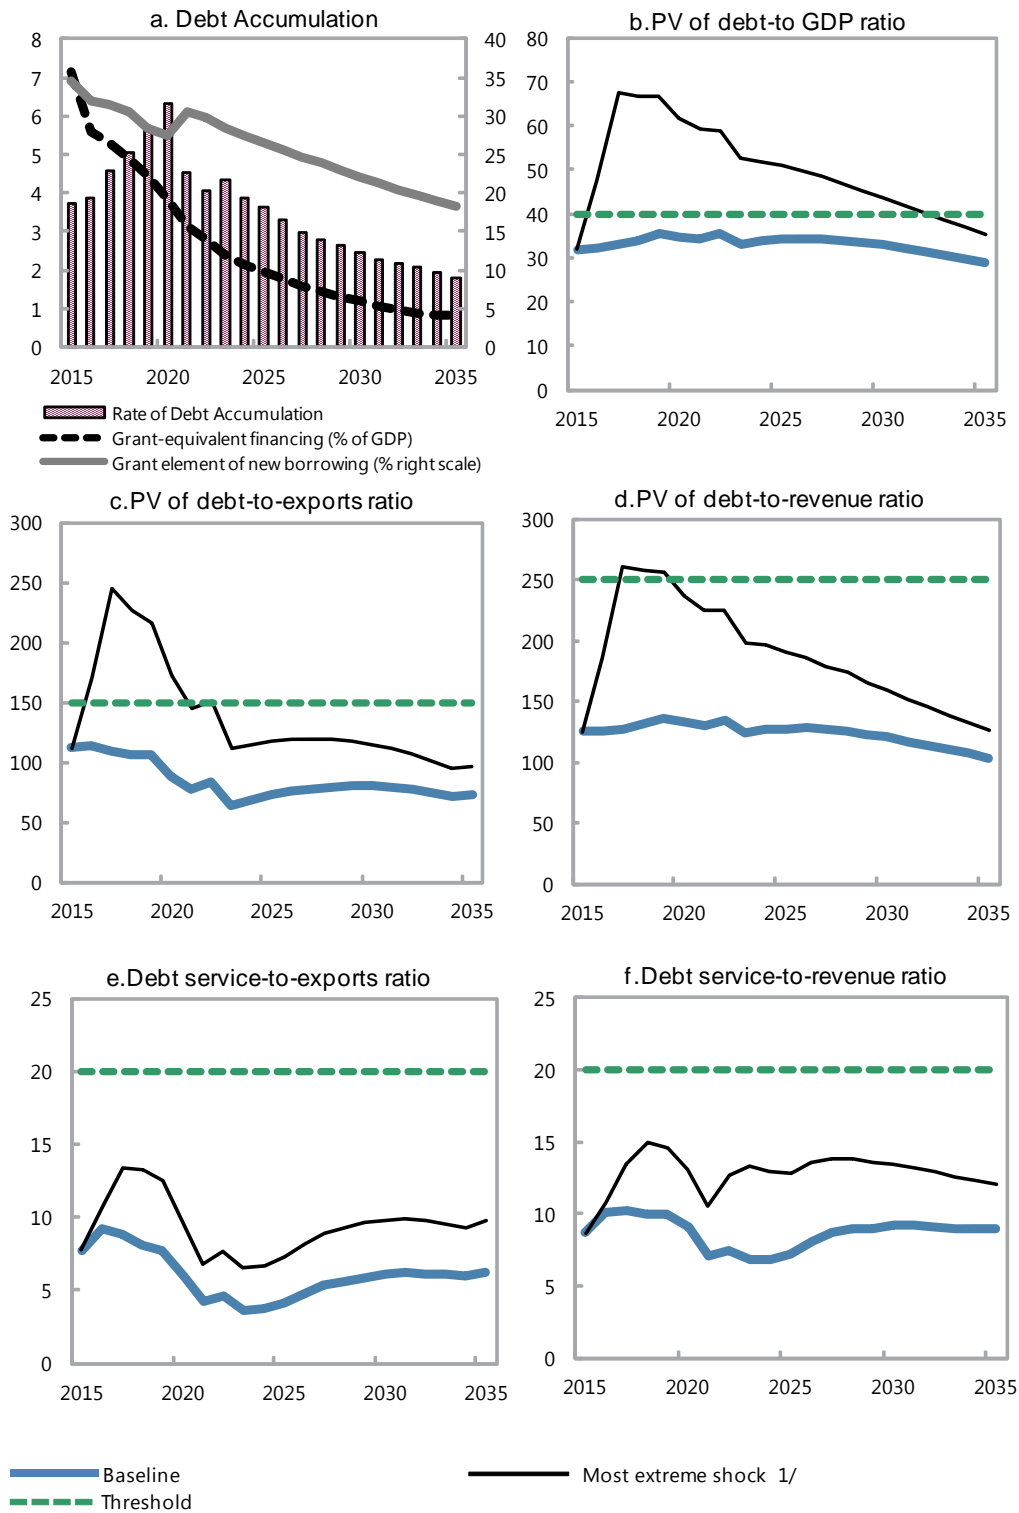 a. Debt Accumulation
8
7
6
5
4
3
2
1
0
40
35
30
25
20
15
10
5
0
2015 2020 2025 2030 2035
Rate of Debt Accumulation
Grant-equivalent financing (% of GDP)
Grant element of new borrowing (% right scale)
b.PV of debt-to GDP ratio
80
70
60
50
40
30
20
10
0
2015 2020 2025 2030 2035
c.PV of debt-to-exports ratio
300
250
200
150
100
50
0
2015 2020 2025 2030 2035
d.PV of debt-to-revenue ratio
300
250
200
150
100
50
0
2015 2020 2025 2030 2035
e.Debt service-to-exports ratio
25
20
15
10
5
0
2015 2020 2025 2030 2035
f.Debt service-to-revenue ratio
25
20
15
10
5
0
2015 2020 2025 2030 2035
Baseline
Threshold
Most extreme shock 1/